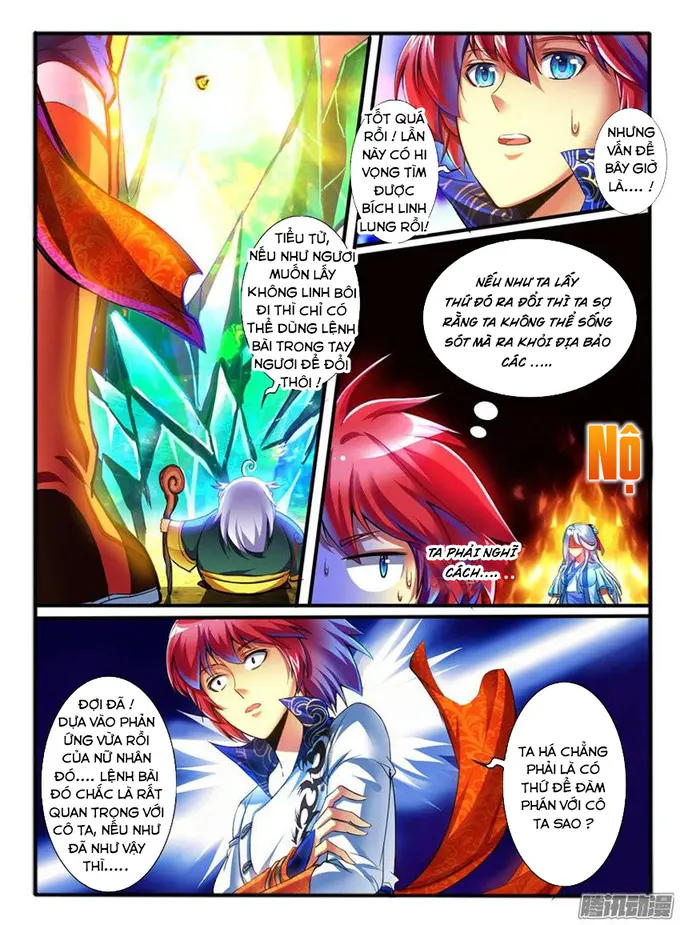 TỐT QUÁ
RỒI! LẦN
NÀY CÓ HI
VỌNG TÌM
ĐƯỢC
BÍCH LINH
LUNG RỒI!
NHƯNG
VẤN ĐỀ
BÂY GIỜ
LÀ....!
TIỂU TỬ,
NẾU NHƯ NGƯƠI
MUỐN LẤY
KHÔNG LINH BÔI
ĐI THÌ CHỈ CÓ
THỂ DÙNG LỆNH
BÀI TRONG TAY
NGƯƠI ĐỂ ĐỔI
THÔI!
NẾU NHƯ TA LẤY
THỨ ĐÓ RA ĐỔI THÌ TA SỢ
RẰNG TA KHÔNG THỂ SỐNG
SÓT MÀ RA KHỎI ĐỊA BẢO
CÁC .....
NỘ
TA PHẢI NGHĨ
CÁCH.... .
ĐỢI ĐÃ!
DỰA VÀO PHẢN
ỨNG VỪA RỒI
CỦA NỮ NHÂN
ĐÓ.... LỆNH BÀI
ĐÓ CHẮC LÀ RẤT
QUAN TRỌNG VỚI
CÔ TA, NẾU NHƯ
ĐÃ NHƯ VẬY
THÌ.....
TA HÁ CHẲNG
PHẢI LÀ CÓ
THỨ ĐỂ ĐÀM
PHÁN VỚI CÔ
TA SAO?
腾讯动漫